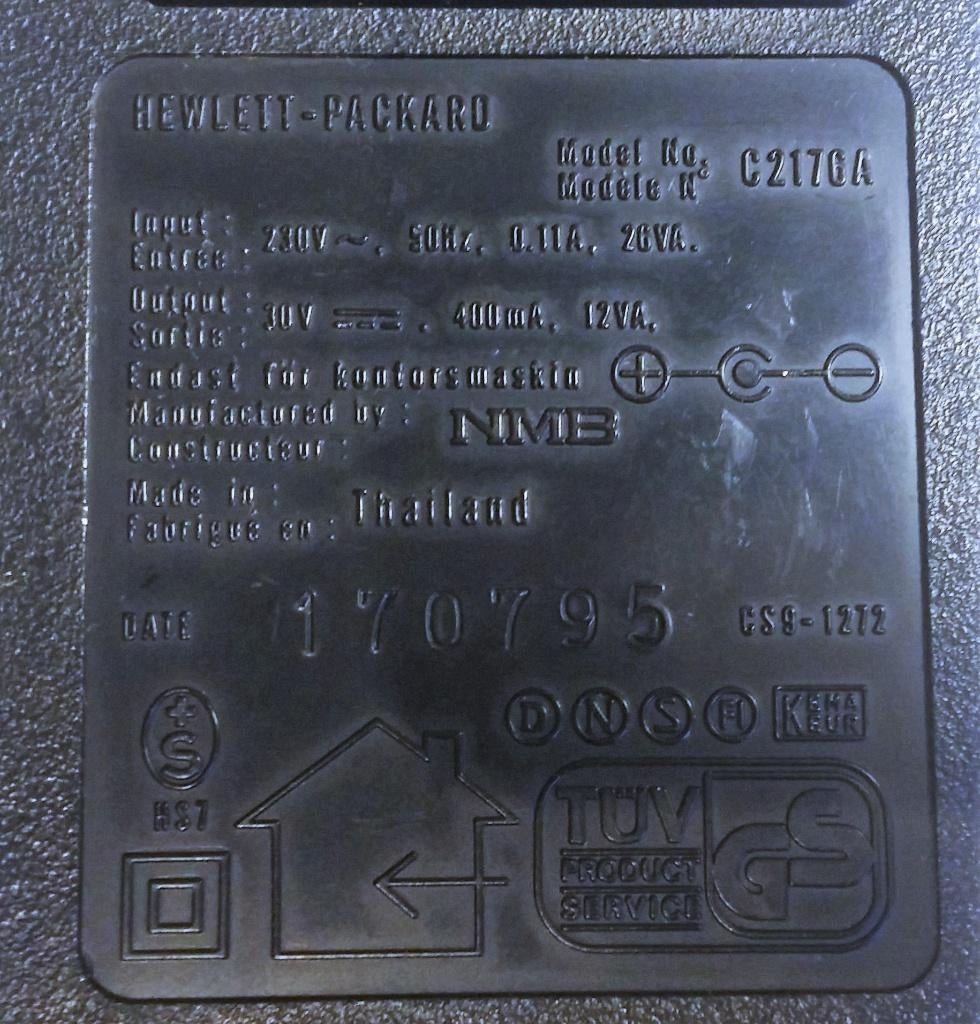 HEWLETT-PACKARD
Model No.
Modèle N°
C2176A
Input :
Entrée :
230V ~, 50Hz, 0.11A, 26VA.
Output :
Sortie :
30V ⎓, 400mA, 12VA.
Endast för kontorsmaskin
+ C -
Manufactured by :
Constructeur :
NMB
Made in :
Fabrique en :
Thailand
DATE 170795 CS9-12T2
+S
HS7
D N S FI KEMA EUR
TÜV
PRODUCT
SERVICE
GS